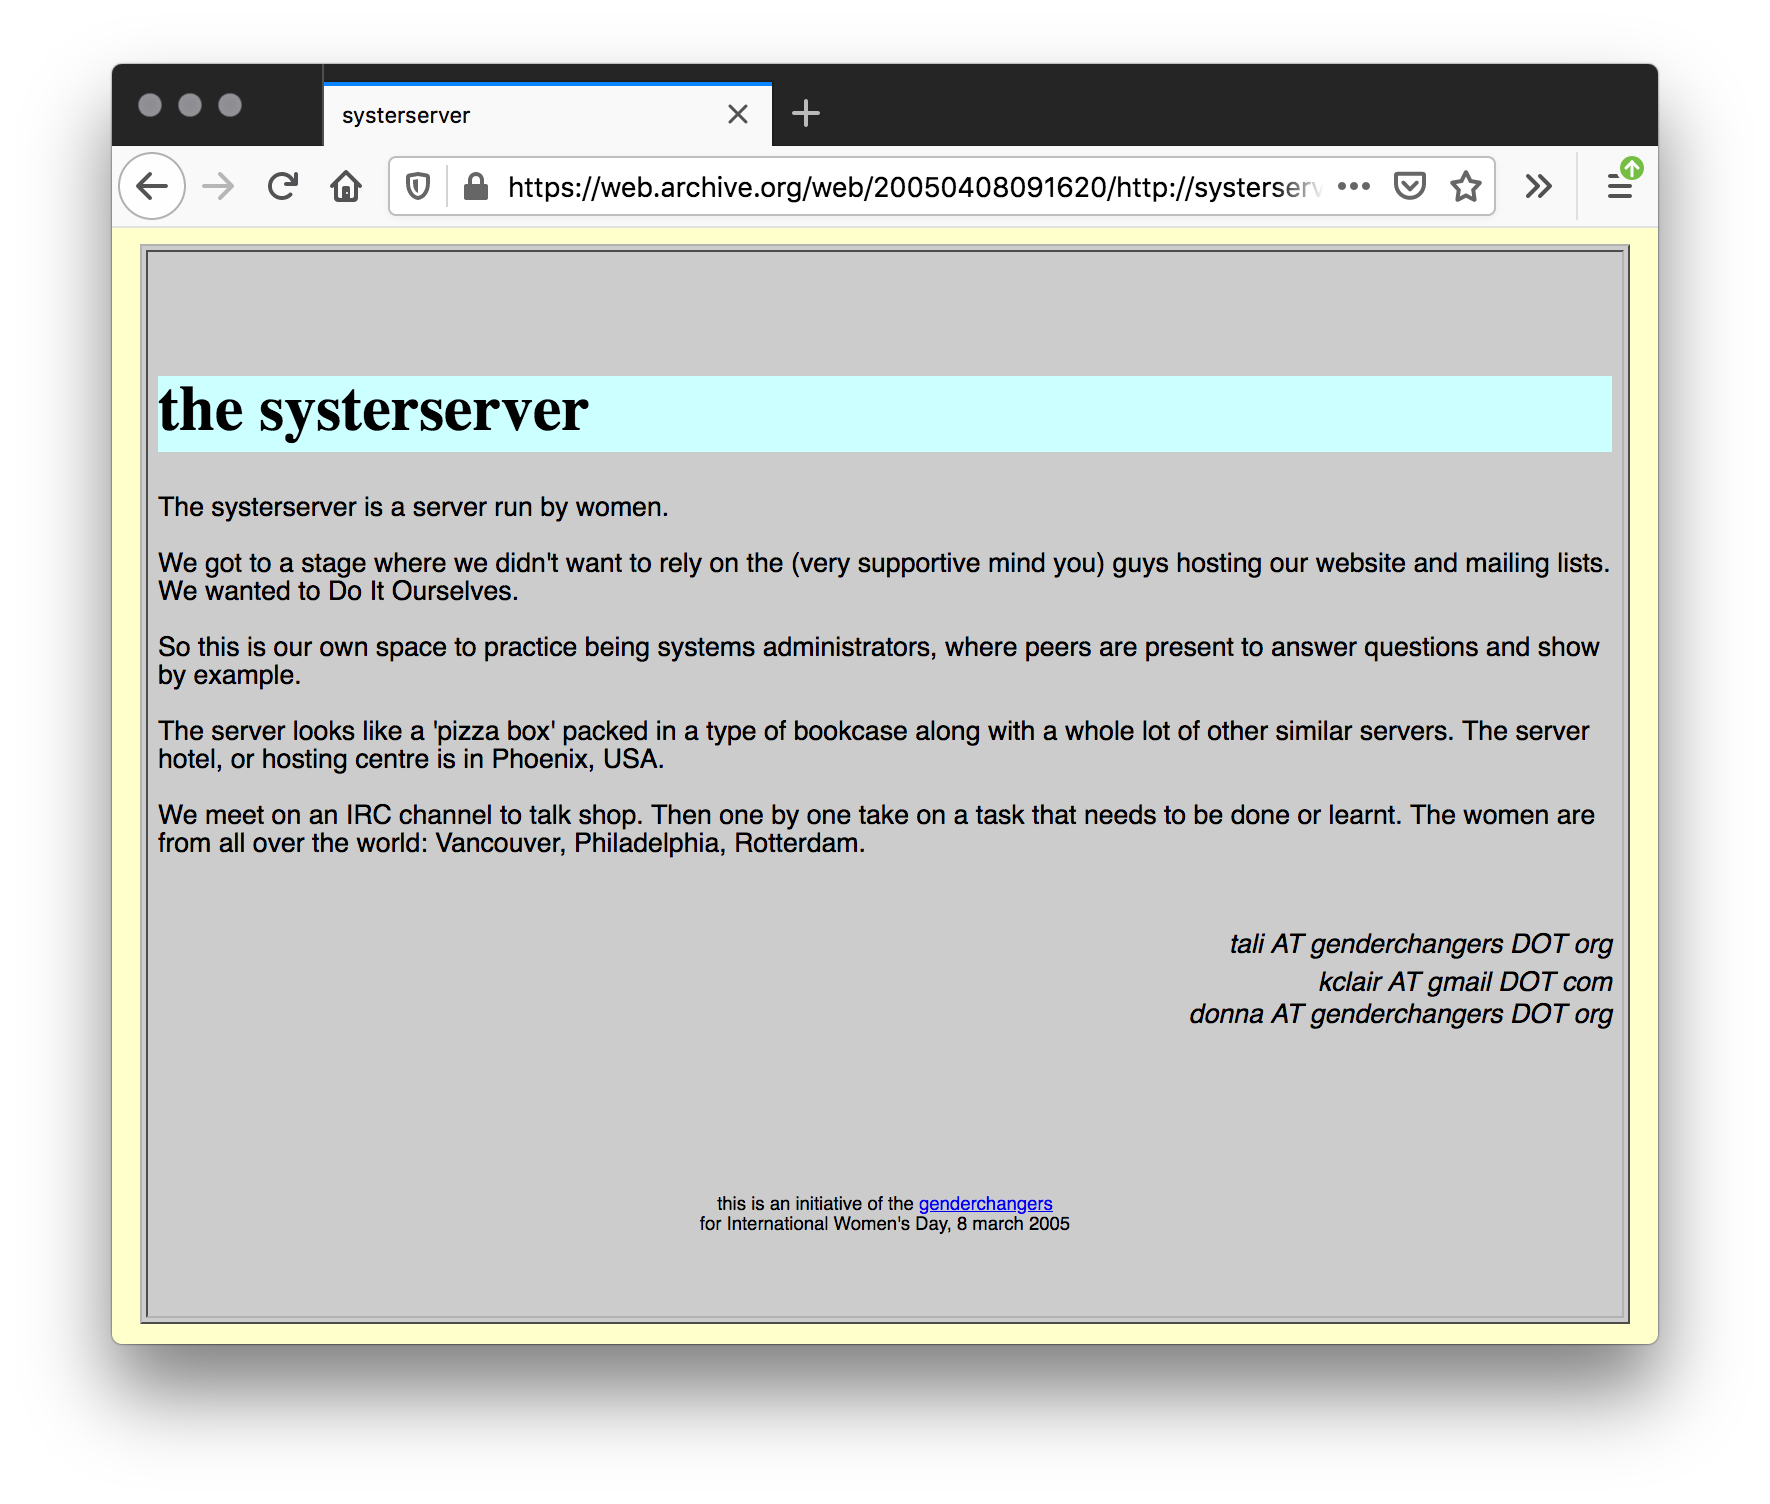 systerserver
https://web.archive.org/web/20050408091620/http://systerserv
the systerserver
The systerserver is a server run by women.
We got to a stage where we didn't want to rely on the (very supportive mind you) guys hosting our website and mailing lists.
We wanted to Do It Ourselves.
So this is our own space to practice being systems administrators, where peers are present to answer questions and show
by example.
The server looks like a 'pizza box' packed in a type of bookcase along with a whole lot of other similar servers. The server
hotel, or hosting centre is in Phoenix, USA.
We meet on an IRC channel to talk shop. Then one by one take on a task that needs to be done or learnt. The women are
from all over the world: Vancouver, Philadelphia, Rotterdam.
tali AT genderchangers DOT org
kclair AT gmail DOT com
donna AT genderchangers DOT org
this is an initiative of the genderchangers
for International Women's Day, 8 march 2005